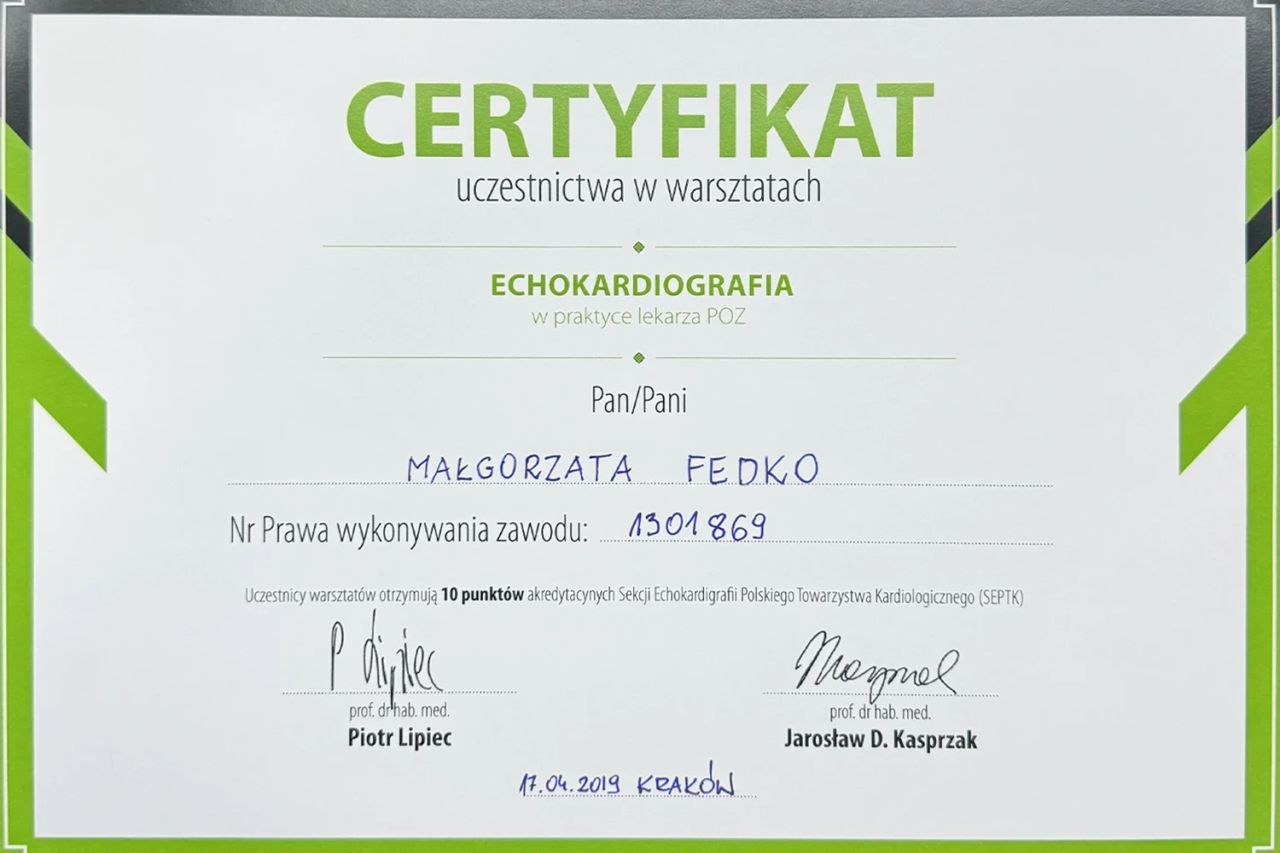 CERTYFIKAT
uczestnictwa w warsztatach
ECHOKARDIOGRAFIA
w praktyce lekarza POZ
Pan/Pani
MAŁGORZATA FEDKO
Nr Prawa wykonywania zawodu: 1301869
Uczestnicy warsztatów otrzymują 10 punktów akredytacynych Sekcji Echokardigrafii Polskiego Towarzystwa Kardiologicznego (SEPTK)
P Lipiec
prof. dr hab. med. prof. dr hab. med.
Piotr Lipiec Jarosław D. Kasprzak
17.04.2019 KRAKÓW